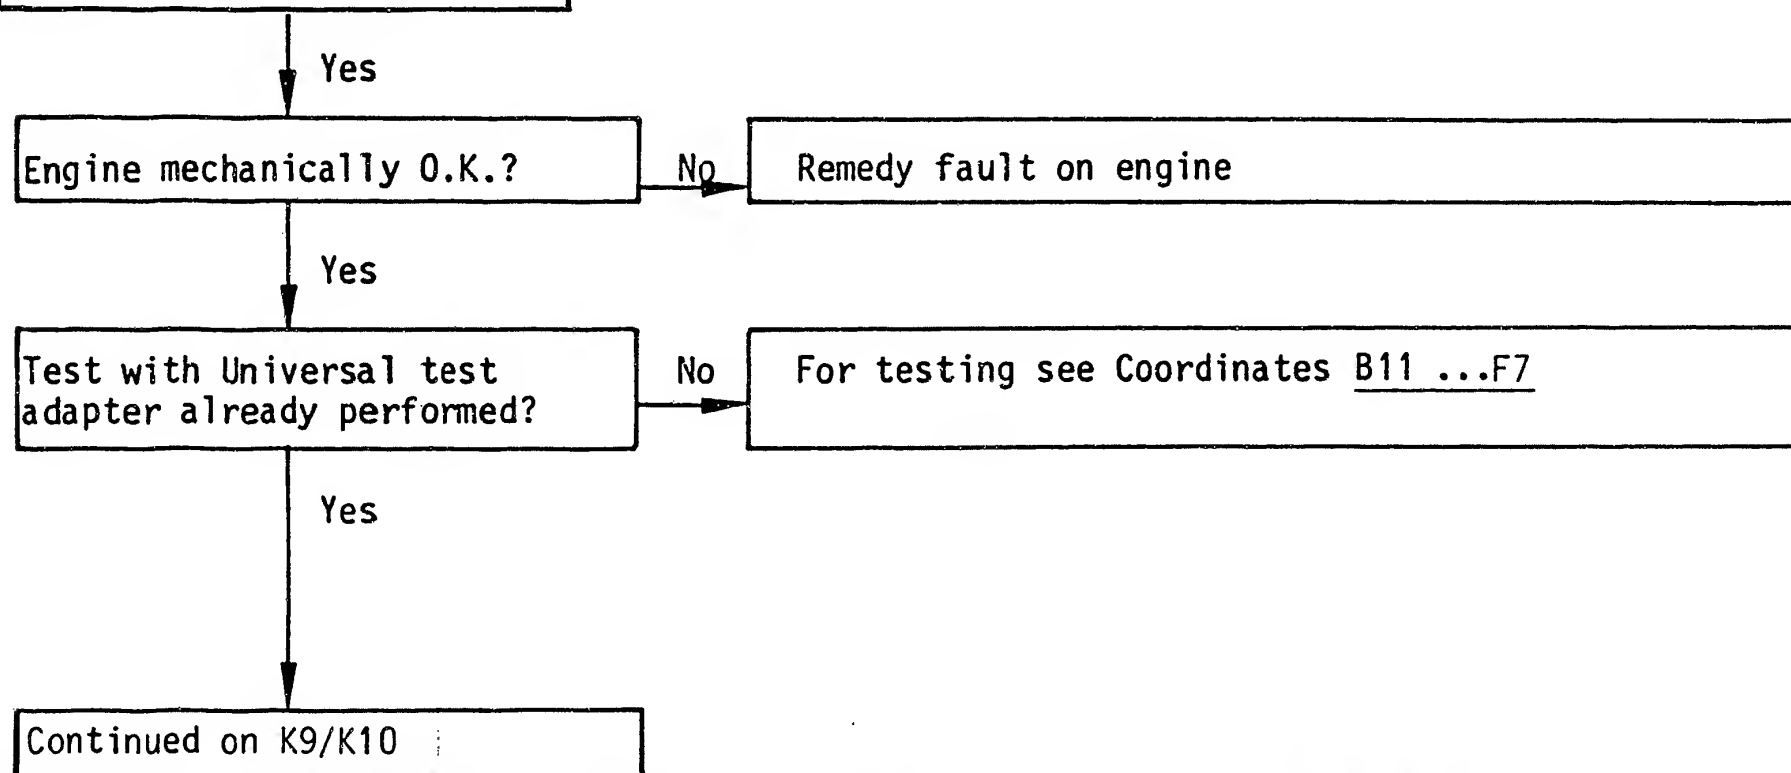 Yes
Engine mechanically O.K.?
No
Remedy fault on engine
Yes
Test with Universal test
adapter already performed?
No
For testing see Coordinates B11 ...F7
Yes
Continued on K9/K10